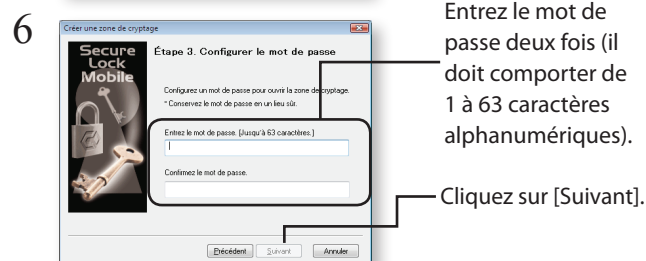 6
Créer une zone de cryptage
Secure
Lock
Mobile
Étape 3. Configurer le mot de passe
Configurez un mot de passe pour ouvrir la zone de cryptage.
* Conservez le mot de passe en un lieu sûr.
Entrez le mot de passe. (Jusqu'à 63 caractères.)
Confirmez le mot de passe.
Précédent Suivant Annuler
Entrez le mot de
passe deux fois (il
doit comporter de
1 à 63 caractères
alphanumériques).
Cliquez sur [Suivant].